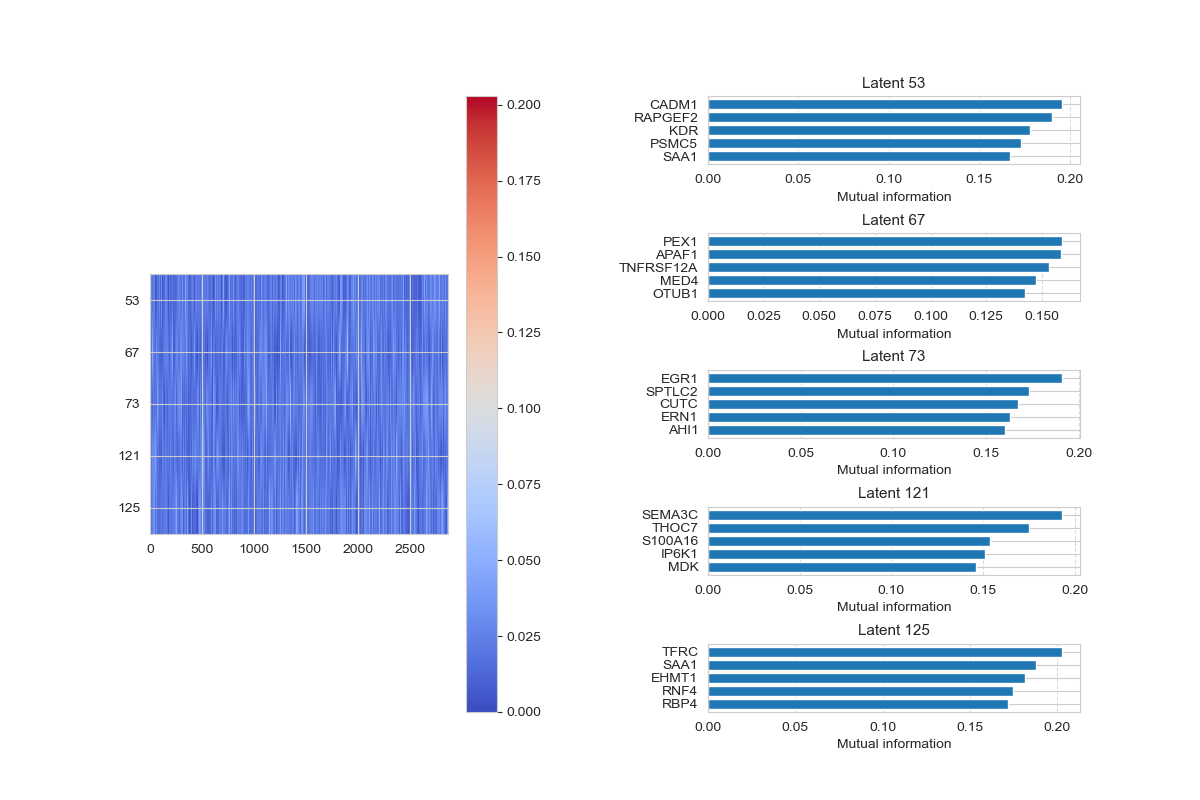 53
67
73
121
125
0 500 1000 1500 2000 2500
0.200
0.175
0.150
0.125
0.100
0.075
0.050
0.025
0.000
Latent 53
CADM1
RAPGEF2
KDR
PSMC5
SAA1
0.00 0.05 0.10 0.15 0.20
Mutual information
Latent 67
PEX1
APAF1
TNFRSF12A
MED4
OTUB1
0.000 0.025 0.050 0.075 0.100 0.125 0.150
Mutual information
Latent 73
EGR1
SPTLC2
CUTC
ERN1
AHI1
0.00 0.05 0.10 0.15 0.20
Mutual information
Latent 121
SEMA3C
THOC7
S100A16
IP6K1
MDK
0.00 0.05 0.10 0.15 0.20
Mutual information
Latent 125
TFRC
SAA1
EHMT1
RNF4
RBP4
0.00 0.05 0.10 0.15 0.20
Mutual information